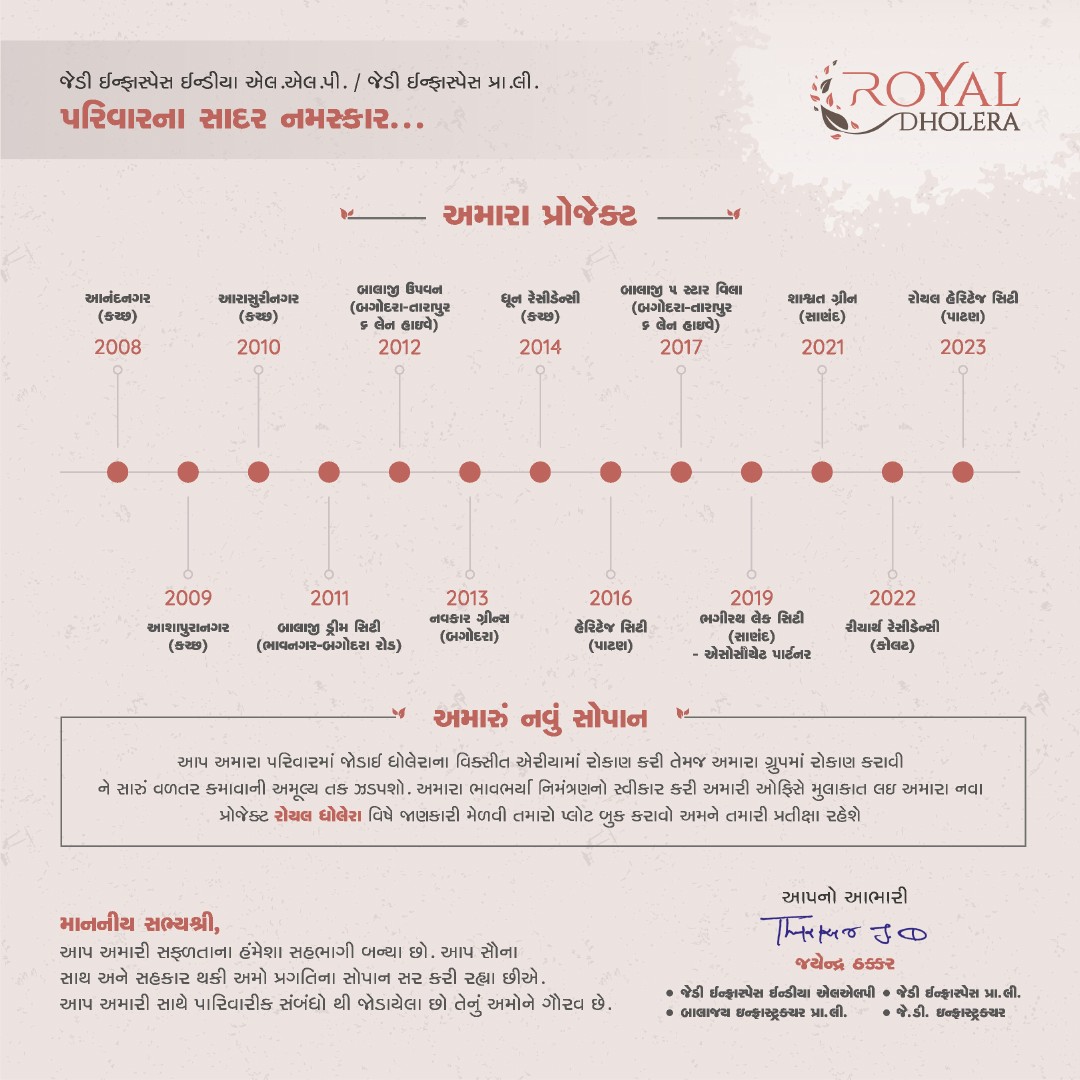 જેડી ઈન્ફ્રાસ્પેસ ઈન્ડીયા એલ.એલ.પી. / જેડી ઈન્ફ્રાસ્પેસ પ્રા.લી.
પરિવારના સાદર નમસ્કાર...
ROYAL
DHOLERA
અમારા પ્રોજેક્ટ
આનંદનગર
(કચ્છ)
2008
આરાસુરીનગર
(કચ્છ)
2010
બાલાજી ઉપવન
(બગોદરા-તારાપુર
૬ લેન હાઇવે)
2012
ધૂન રેસીડેન્સી
(કચ્છ)
2014
બાલાજી ૫ સ્ટાર વિલા
(બગોદરા-તારાપુર
૬ લેન હાઇવે)
2017
શાશ્વત ગ્રીન
(સાણંદ)
2021
રોયલ હેરિટેજ સિટી
(પાટણ)
2023
2009
આશાપુરાનગર
(કચ્છ)
2011
બાલાજી ડ્રીમ સિટી
(ભાવનગર-બગોદરા રોડ)
2013
નવકાર ગ્રીન્સ
(બગોદરા)
2016
હેરિટેજ સિટી
(પાટણ)
2019
ભગીરથ લેક સિટી
(સાણંદ)
- એસોસીયેટ પાર્ટનર
2022
રીયાર્થ રેસીડેન્સી
(કોલટ)
અમારું નવું સોપાન
આપ અમારા પરિવારમાં જોડાઈ ધોલેરાના વિક્સીત એરીયામાં રોકાણ કરી તેમજ અમારા ગ્રુપમાં રોકાણ કરાવી
ને સારું વળતર કમાવાની અમૂલ્ય તક ઝડપશો. અમારા ભાવભર્યા નિમંત્રણનો સ્વીકાર કરી અમારી ઓફિસે મુલાકાત લઇ અમારા નવા
પ્રોજેક્ટ રોયલ ધોલેરા વિષે જાણકારી મેળવી તમારો પ્લોટ બુક કરાવો અમને તમારી પ્રતીક્ષા રહેશે
માનનીય સભ્યશ્રી,
આપ અમારી સફળતાના હંમેશા સહભાગી બન્યા છો. આપ સૌના
સાથ અને સહકાર થકી અમો પ્રગતિના સોપાન સર કરી રહ્યા છીએ.
આપ અમારી સાથે પારિવારીક સંબંધો થી જોડાયેલા છો તેનું અમોને ગૌરવ છે.
આપનો આભારી
જયેન્દ્ર ઠક્કર
• જેડી ઈન્ફ્રાસ્પેસ ઈન્ડીયા એલએલપી • જેડી ઈન્ફ્રાસ્પેસ પ્રા.લી.
• બાલાજય ઇન્ફ્રાસ્ટ્રક્ચર પ્રા.લી. • જે.ડી. ઇન્ફ્રાસ્ટ્રક્ચર